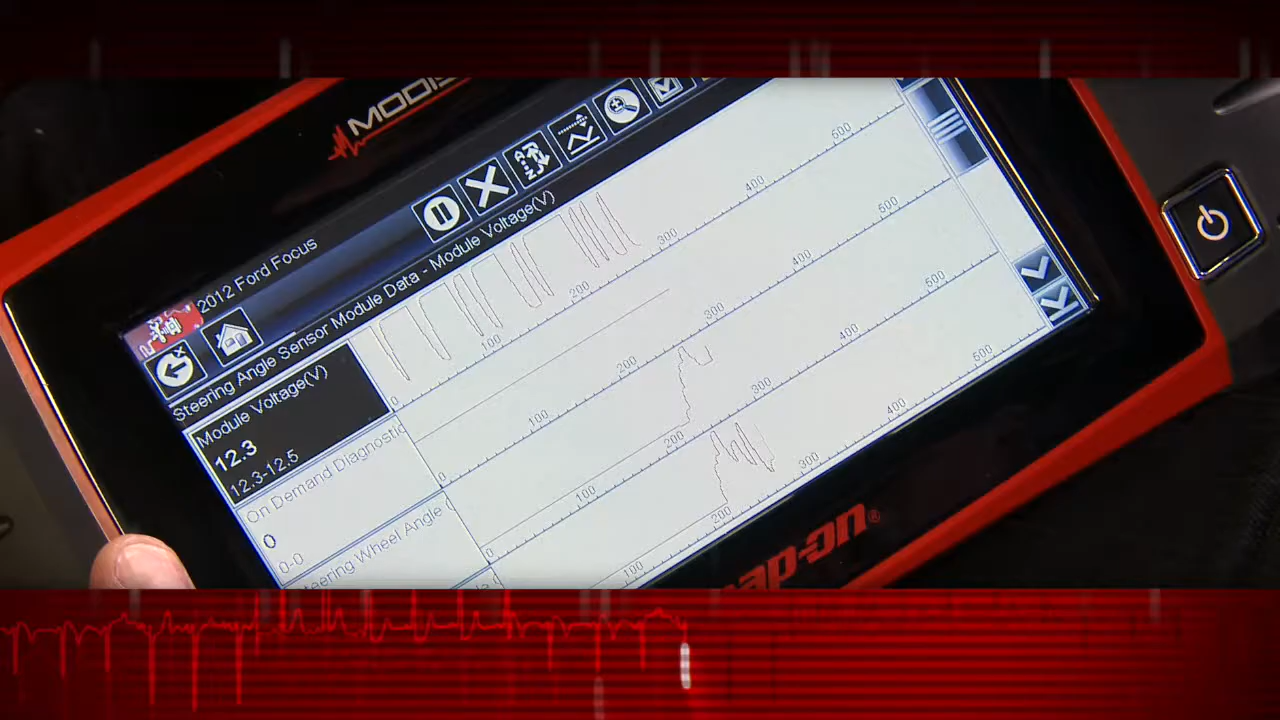 MODIS
2012 Ford Focus
Steering Angle Sensor Module Data - Module Voltage(V)
Module Voltage(V)
12.3
12.3-12.5
0 100 200 300 400 500
On Demand Diagnostic
0
0-0
0 100 200 300 400 500
Steering Wheel Angle (
0 100 200 300 400 500
100 200 300 400 500
snap-on®